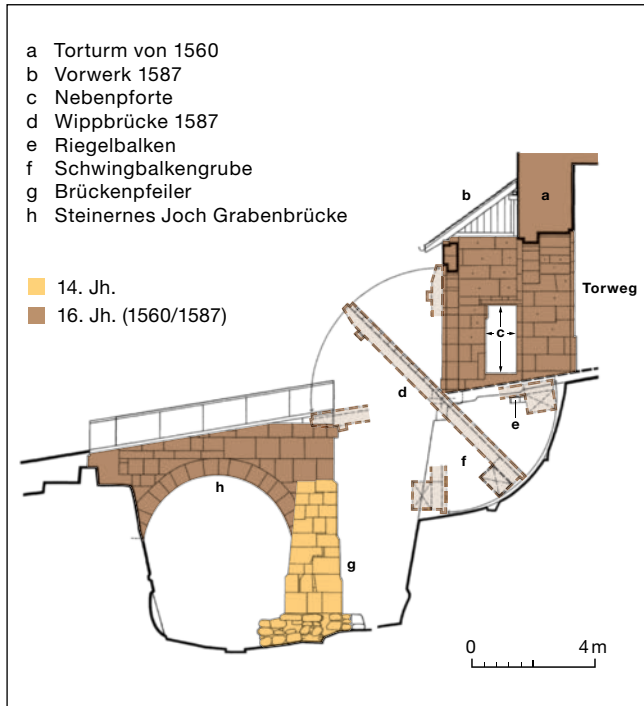 a Torturm von 1560
b Vorwerk 1587
c Nebenpforte
d Wippbrücke 1587
e Riegelbalken
f Schwingbalkengrube
g Brückenpfeiler
h Steinernes Joch Grabenbrücke
14. Jh.
16. Jh. (1560/1587)
b
a
Torweg
c
d
e
f
h
g
0 4 m